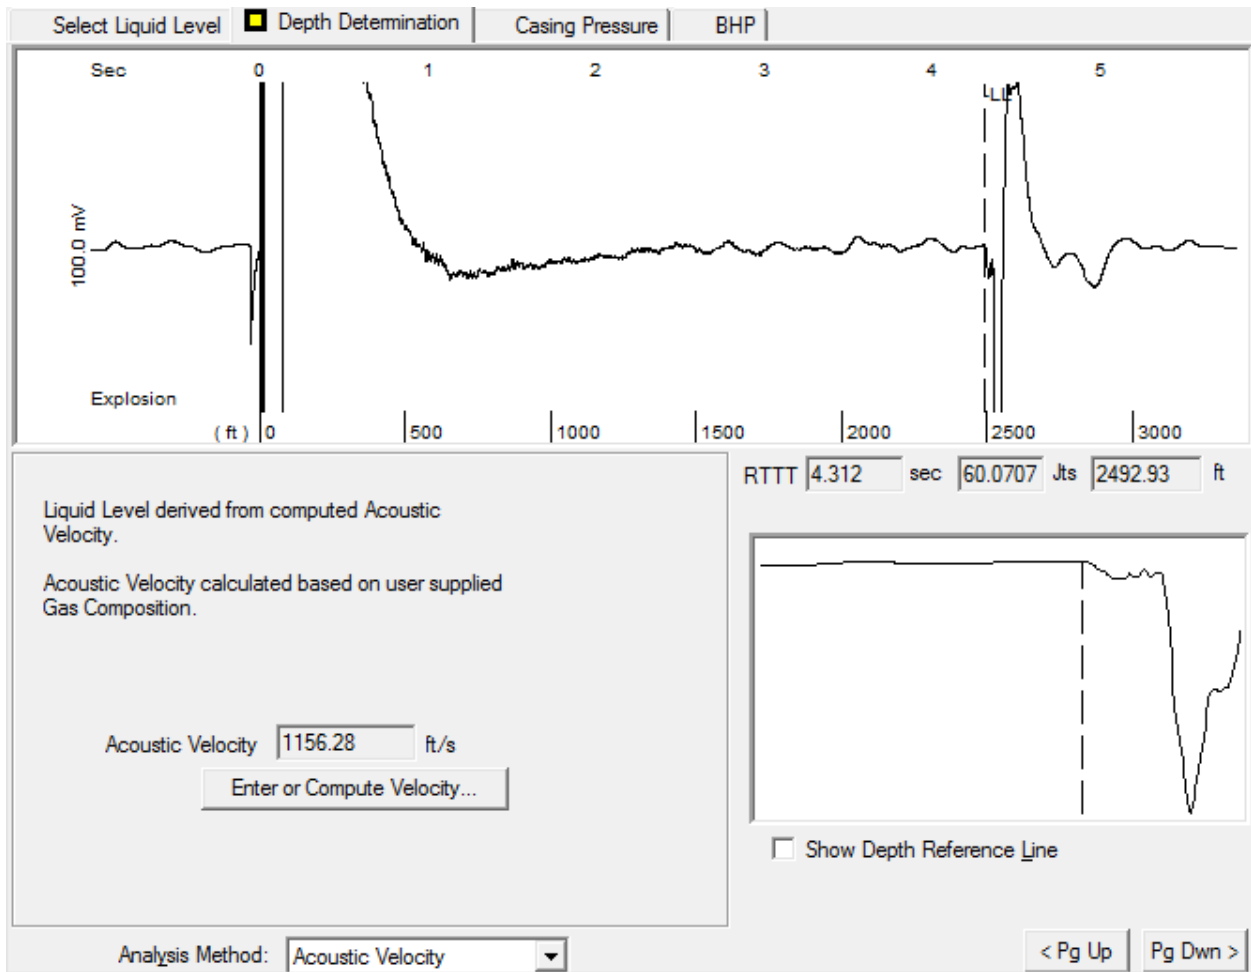 Select Liquid Level Depth Determination Casing Pressure BHP
Sec 0 1 2 3 4 5
LL
100.0 mV
Explosion
( ft ) 0 500 1000 1500 2000 2500 3000
RTTT 4.312 sec 60.0707 Jts 2492.93 ft
Liquid Level derived from computed Acoustic
Velocity.
Acoustic Velocity calculated based on user supplied
Gas Composition.
Acoustic Velocity 1156.28 ft/s
Enter or Compute Velocity...
Show Depth Reference Line
Analysis Method: Acoustic Velocity
< Pg Up Pg Dwn >